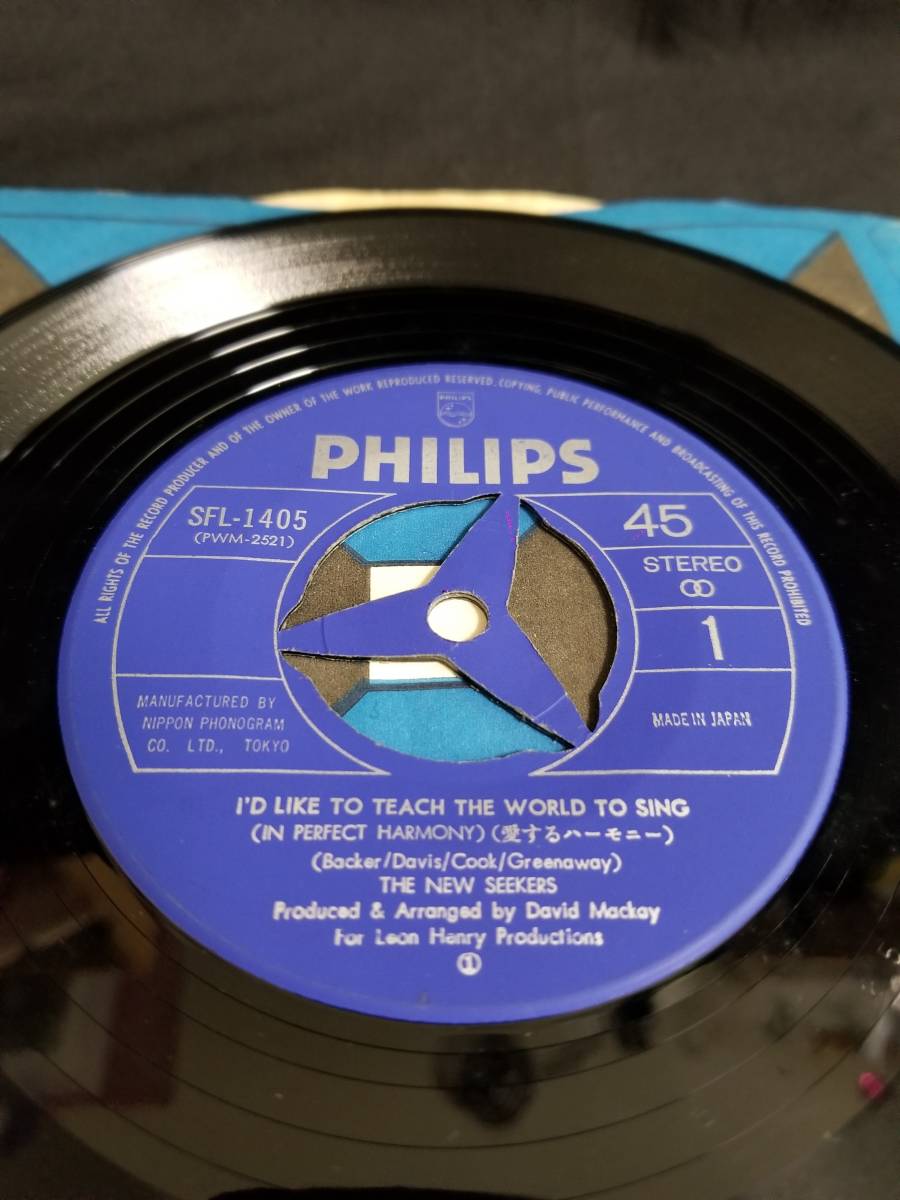 ALL RIGHTS OF THE RECORD PRODUCER AND OF THE OWNER OF THE WORK REPRODUCED RESERVED. COPYING, PUBLIC PERFORMANCE AND BROADCASTING OF THIS RECORD PROHIBITED
PHILIPS
PHILIPS
SFL-1405
(PWM-2521)
45
STEREO
1
MANUFACTURED BY
NIPPON PHONOGRAM
CO. LTD., TOKYO
MADE IN JAPAN
I'D LIKE TO TEACH THE WORLD TO SING
(IN PERFECT HARMONY) (愛するハーモニー)
(Backer/Davis/Cook/Greenaway)
THE NEW SEEKERS
Produced & Arranged by David Mackay
For Leon Henry Productions
①